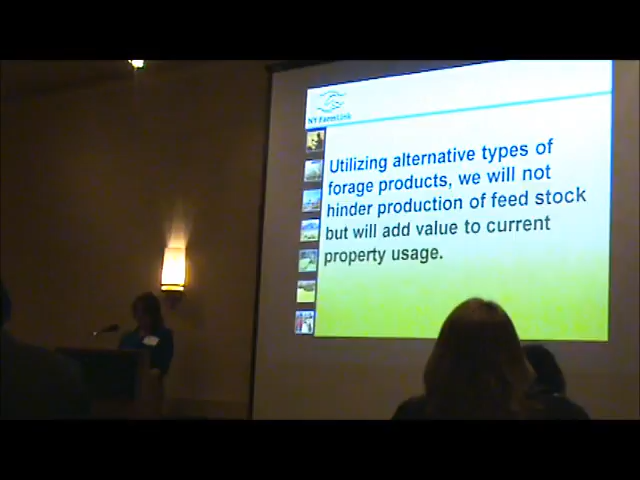 NY FarmLink
Utilizing alternative types of
forage products, we will not
hinder production of feed stock
but will add value to current
property usage.